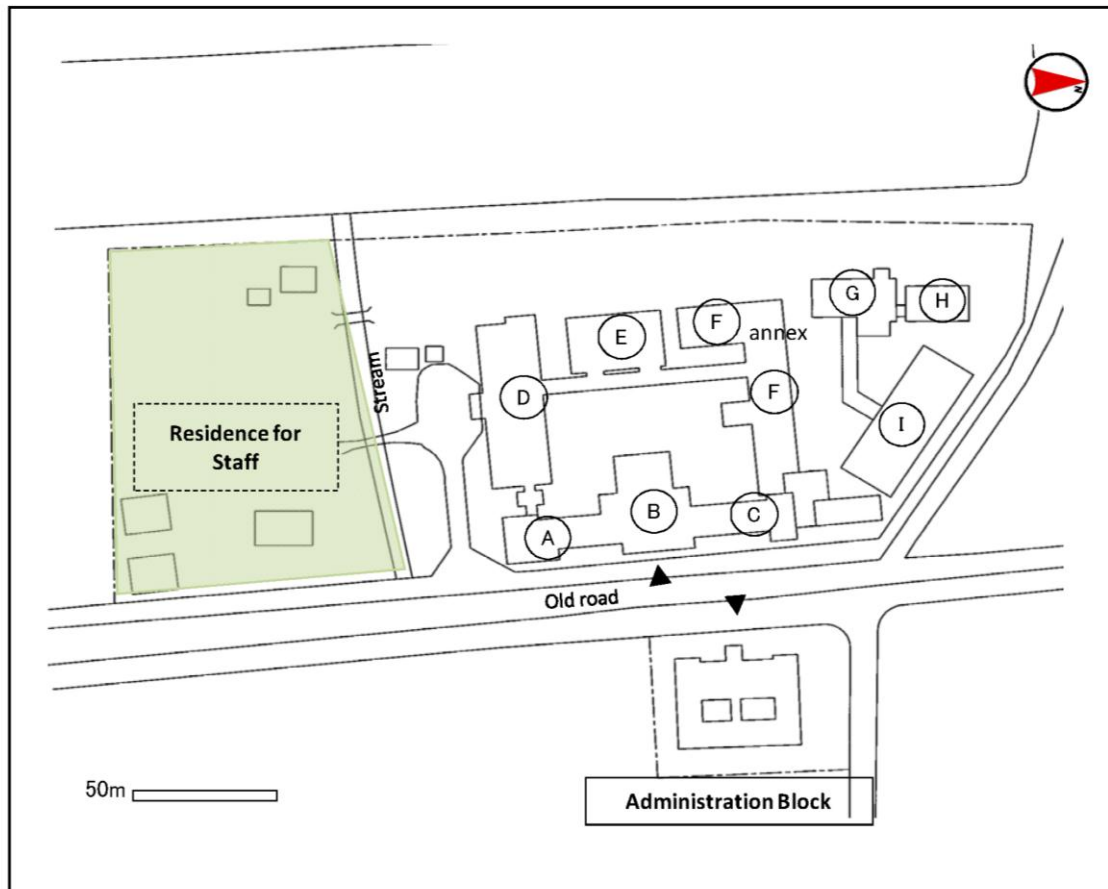 N
G
H
F
annex
E
Stream
D
F
Residence for
Staff
I
B
C
A
Old road
50m
Administration Block